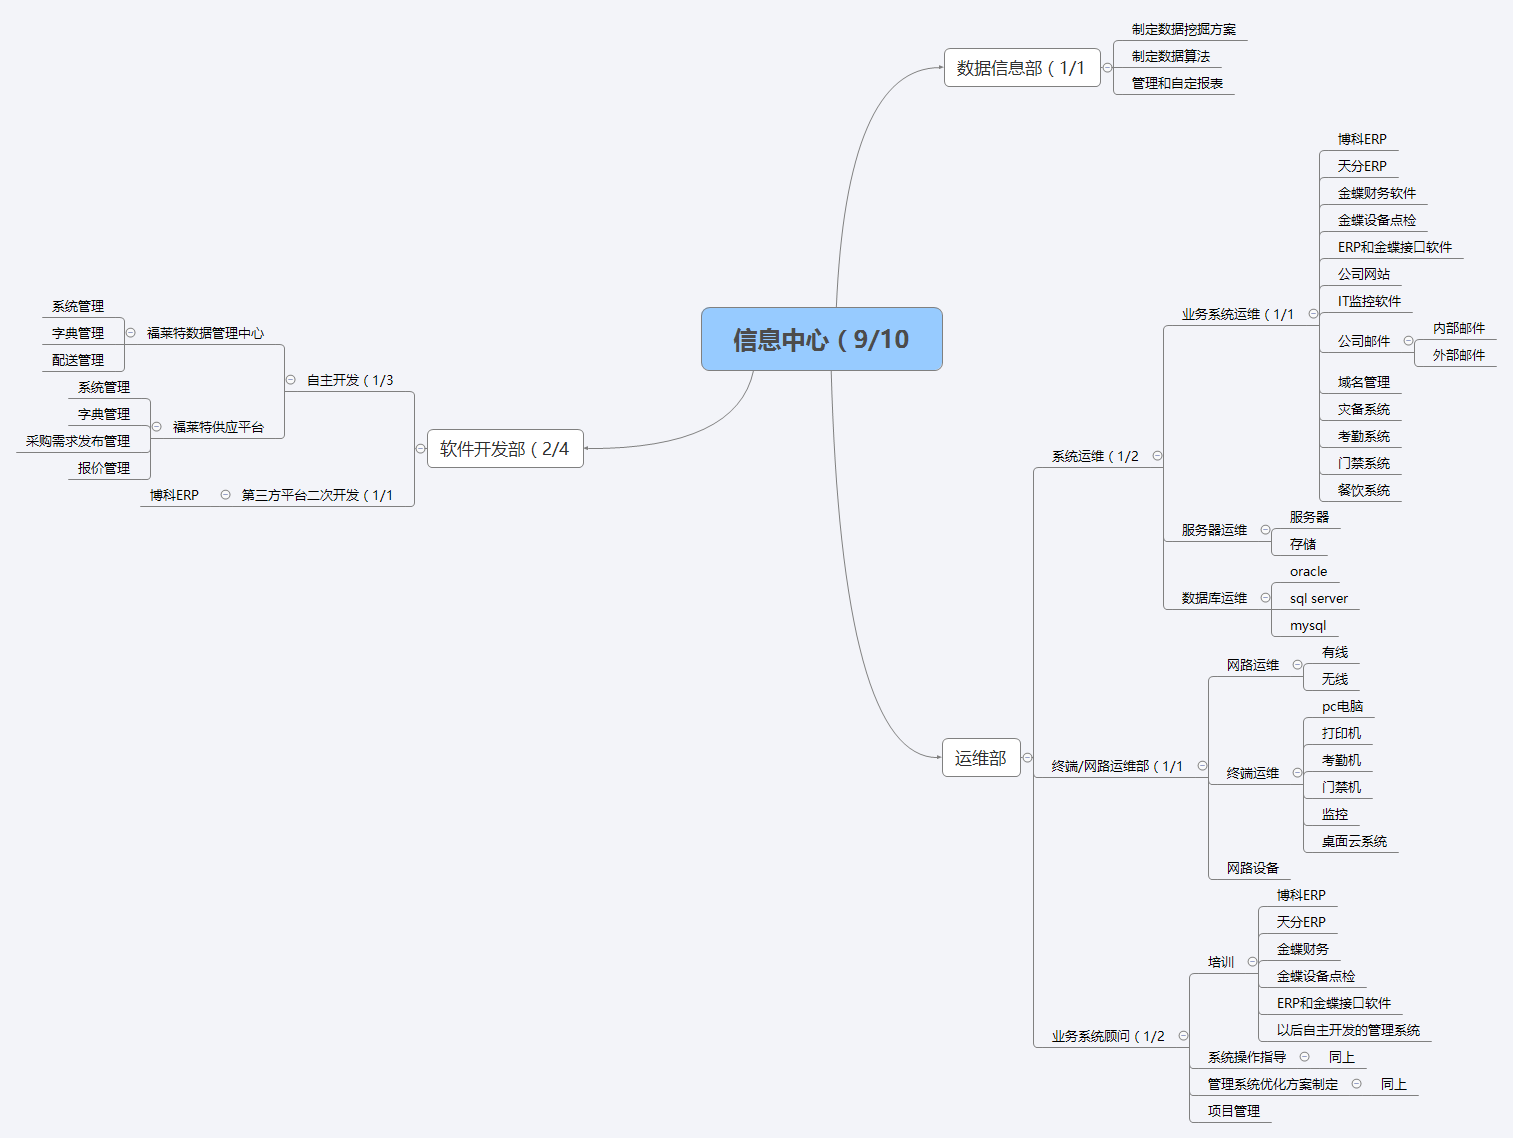 信息中心（9/10
数据信息部（1/1
制定数据挖掘方案
制定数据算法
管理和自定报表
软件开发部（2/4
自主开发（1/3
福莱特数据管理中心
系统管理
字典管理
配送管理
福莱特供应平台
系统管理
字典管理
采购需求发布管理
报价管理
第三方平台二次开发（1/1
博科ERP
运维部
系统运维（1/2
业务系统运维（1/1
博科ERP
天分ERP
金蝶财务软件
金蝶设备点检
ERP和金蝶接口软件
公司网站
IT监控软件
公司邮件
内部邮件
外部邮件
域名管理
灾备系统
考勤系统
门禁系统
餐饮系统
服务器运维
服务器
存储
数据库运维
oracle
sql server
mysql
终端/网路运维部（1/1
网路运维
有线
无线
终端运维
pc电脑
打印机
考勤机
门禁机
监控
桌面云系统
网路设备
业务系统顾问（1/2
培训
博科ERP
天分ERP
金蝶财务
金蝶设备点检
ERP和金蝶接口软件
以后自主开发的管理系统
系统操作指导
同上
管理系统优化方案制定
同上
项目管理